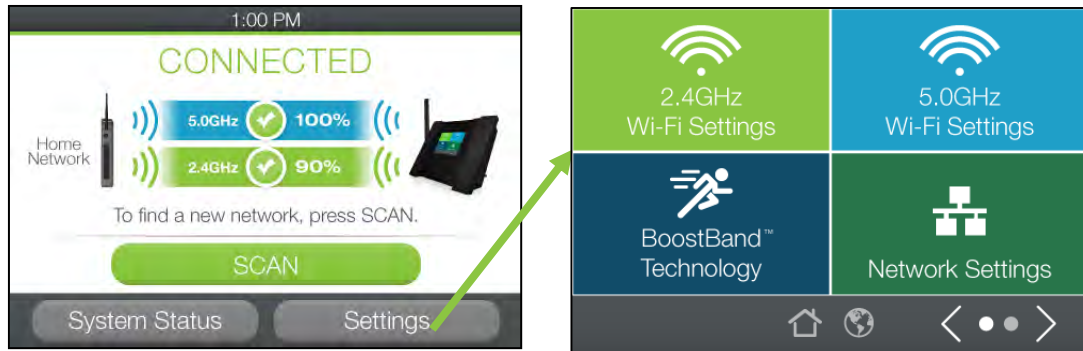 1:00 PM
CONNECTED
Home
Network
5.0GHz 100%
2.4GHz 90%
To find a new network, press SCAN.
SCAN
System Status
Settings
2.4GHz
Wi-Fi Settings
5.0GHz
Wi-Fi Settings
BoostBand™
Technology
Network Settings